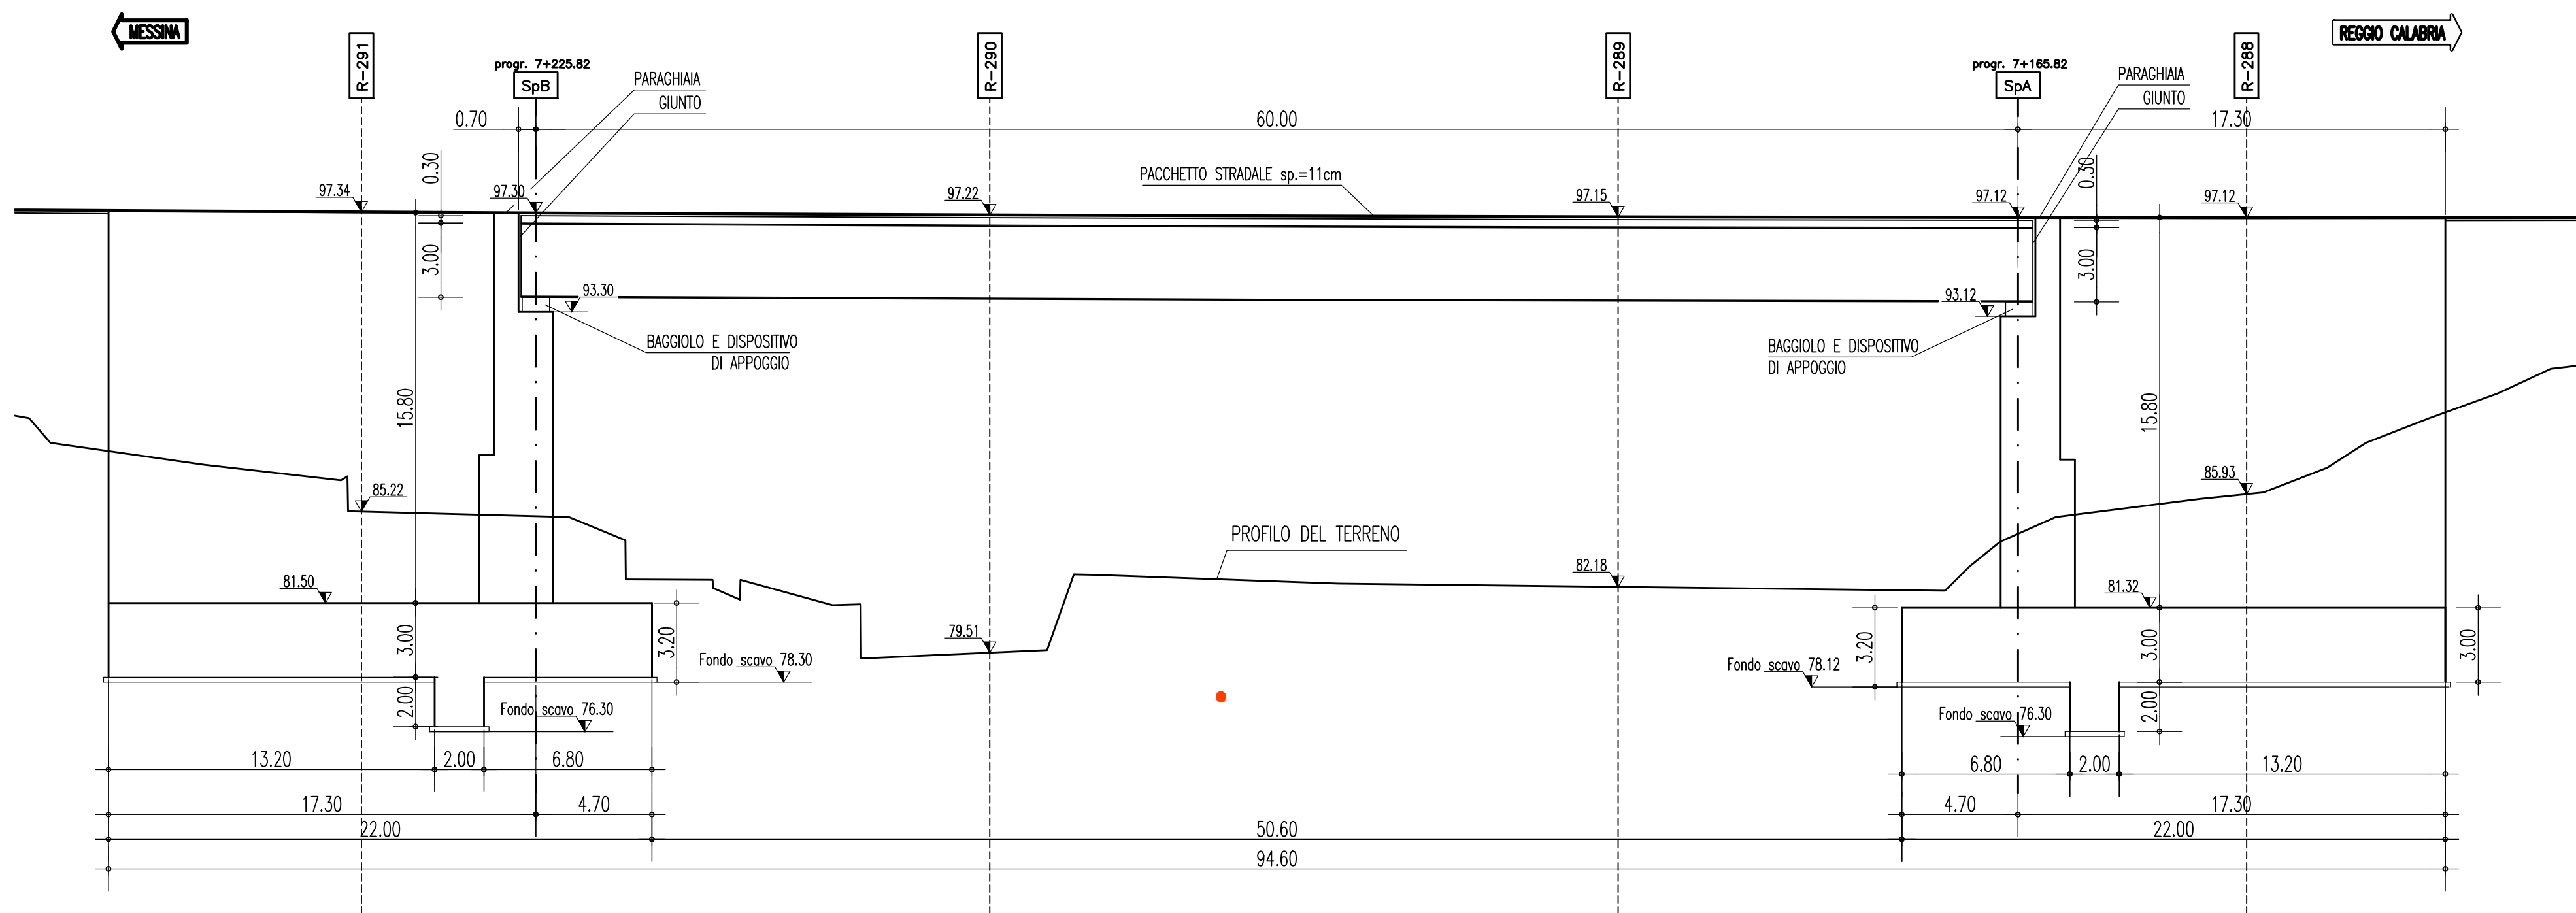 MESSINA
REGGIO CALABRIA
R-291
progr. 7+225.82
SpB
PARAGHIAIA
GIUNTO
R-290
R-289
progr. 7+165.82
SpA
PARAGHIAIA
GIUNTO
R-288
0.70
60.00
17.30
0.30
PACCHETTO STRADALE sp.=11cm
0.30
97.34
97.30
97.22
97.15
97.12
97.12
3.00
3.00
93.30
93.12
BAGGIOLO E DISPOSITIVO
DI APPOGGIO
BAGGIOLO E DISPOSITIVO
DI APPOGGIO
15.80
15.80
85.22
85.93
PROFILO DEL TERRENO
82.18
81.50
81.32
79.51
3.00
3.20
Fondo scavo 78.30
Fondo scavo 78.12
3.20
3.00
3.00
2.00
Fondo scavo 76.30
Fondo scavo 76.30
2.00
13.20
2.00
6.80
6.80
2.00
13.20
17.30
4.70
4.70
17.30
22.00
50.60
22.00
94.60